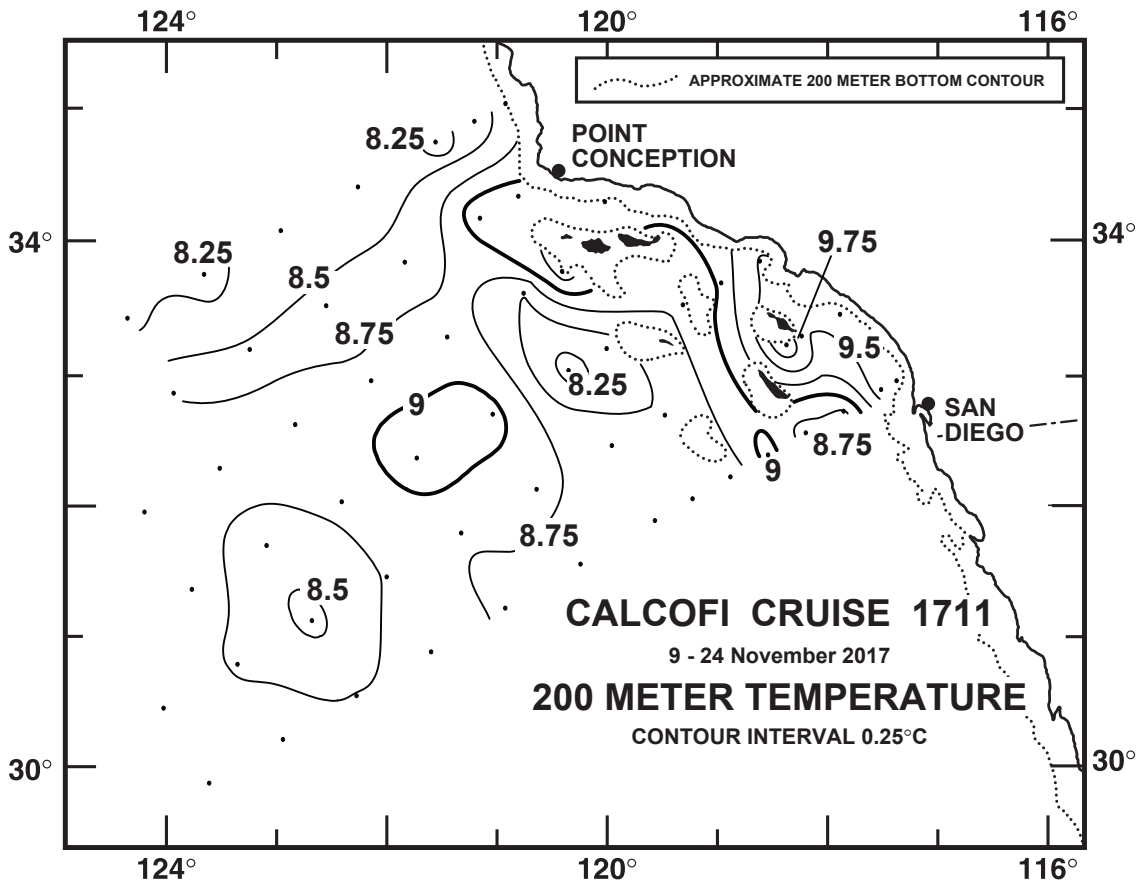 124° 120° 116°
APPROXIMATE 200 METER BOTTOM CONTOUR
8.25
POINT
CONCEPTION
34° 34°
8.25
9.75
8.5
8.75
9.5
8.25
9
SAN
DIEGO
8.75
9
8.75
8.5
CALCOFI CRUISE 1711
9 - 24 November 2017
200 METER TEMPERATURE
CONTOUR INTERVAL 0.25°C
30° 30°
124° 120° 116°